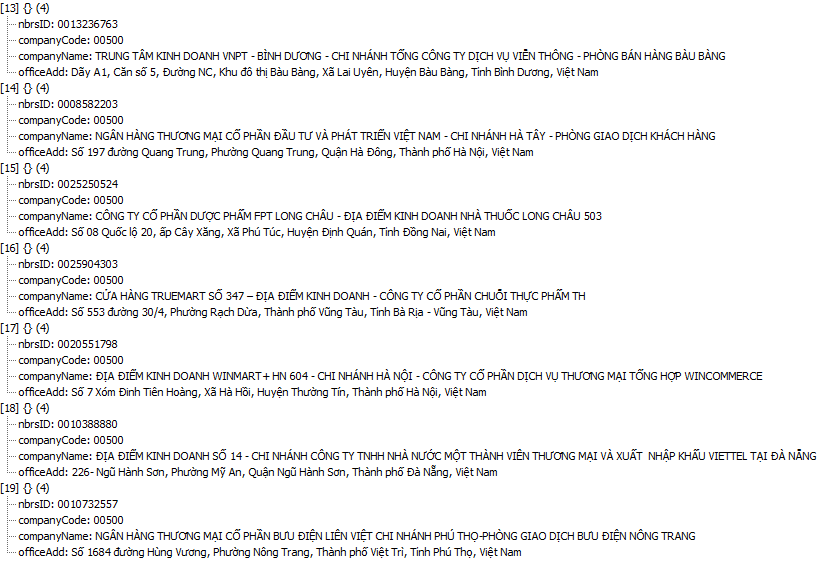 [13] {} (4)
nbrsID: 0013236763
companyCode: 00500
companyName: TRUNG TÂM KINH DOANH VNPT - BÌNH DƯƠNG - CHI NHÁNH TỔNG CÔNG TY DỊCH VỤ VIỄN THÔNG - PHÒNG BÁN HÀNG BÀU BÀNG
officeAdd: Dãy A1, Căn số 5, Đường NC, Khu đô thị Bàu Bàng, Xã Lai Uyên, Huyện Bàu Bàng, Tỉnh Bình Dương, Việt Nam
[14] {} (4)
nbrsID: 0008582203
companyCode: 00500
companyName: NGÂN HÀNG THƯƠNG MẠI CỔ PHẦN ĐẦU TƯ VÀ PHÁT TRIỂN VIỆT NAM - CHI NHÁNH HÀ TÂY - PHÒNG GIAO DỊCH KHÁCH HÀNG
officeAdd: Số 197 đường Quang Trung, Phường Quang Trung, Quận Hà Đông, Thành phố Hà Nội, Việt Nam
[15] {} (4)
nbrsID: 0025250524
companyCode: 00500
companyName: CÔNG TY CỔ PHẦN DƯỢC PHẨM FPT LONG CHÂU - ĐỊA ĐIỂM KINH DOANH NHÀ THUỐC LONG CHÂU 503
officeAdd: Số 08 Quốc lộ 20, ấp Cây Xăng, Xã Phú Túc, Huyện Định Quán, Tỉnh Đồng Nai, Việt Nam
[16] {} (4)
nbrsID: 0025904303
companyCode: 00500
companyName: CỬA HÀNG TRUEMART SỐ 347 – ĐỊA ĐIỂM KINH DOANH - CÔNG TY CỔ PHẦN CHUỖI THỰC PHẨM TH
officeAdd: Số 553 đường 30/4, Phường Rạch Dừa, Thành phố Vũng Tàu, Tỉnh Bà Rịa - Vũng Tàu, Việt Nam
[17] {} (4)
nbrsID: 0020551798
companyCode: 00500
companyName: ĐỊA ĐIỂM KINH DOANH WINMART+ HN 604 - CHI NHÁNH HÀ NỘI - CÔNG TY CỔ PHẦN DỊCH VỤ THƯƠNG MẠI TỔNG HỢP WINCOMMERCE
officeAdd: Số 7 Xóm Đinh Tiên Hoàng, Xã Hà Hồi, Huyện Thường Tín, Thành phố Hà Nội, Việt Nam
[18] {} (4)
nbrsID: 0010388880
companyCode: 00500
companyName: ĐỊA ĐIỂM KINH DOANH SỐ 14 - CHI NHÁNH CÔNG TY TNHH NHÀ NƯỚC MỘT THÀNH VIÊN THƯƠNG MẠI VÀ XUẤT  NHẬP KHẨU VIETTEL TẠI ĐÀ NẴNG
officeAdd: 226- Ngũ Hành Sơn, Phường Mỹ An, Quận Ngũ Hành Sơn, Thành phố Đà Nẵng, Việt Nam
[19] {} (4)
nbrsID: 0010732557
companyCode: 00500
companyName: NGÂN HÀNG THƯƠNG MẠI CỔ PHẦN BƯU ĐIỆN LIÊN VIỆT CHI NHÁNH PHÚ THỌ-PHÒNG GIAO DỊCH BƯU ĐIỆN NÔNG TRANG
officeAdd: Số 1684 đường Hùng Vương, Phường Nông Trang, Thành phố Việt Trì, Tỉnh Phú Thọ, Việt Nam